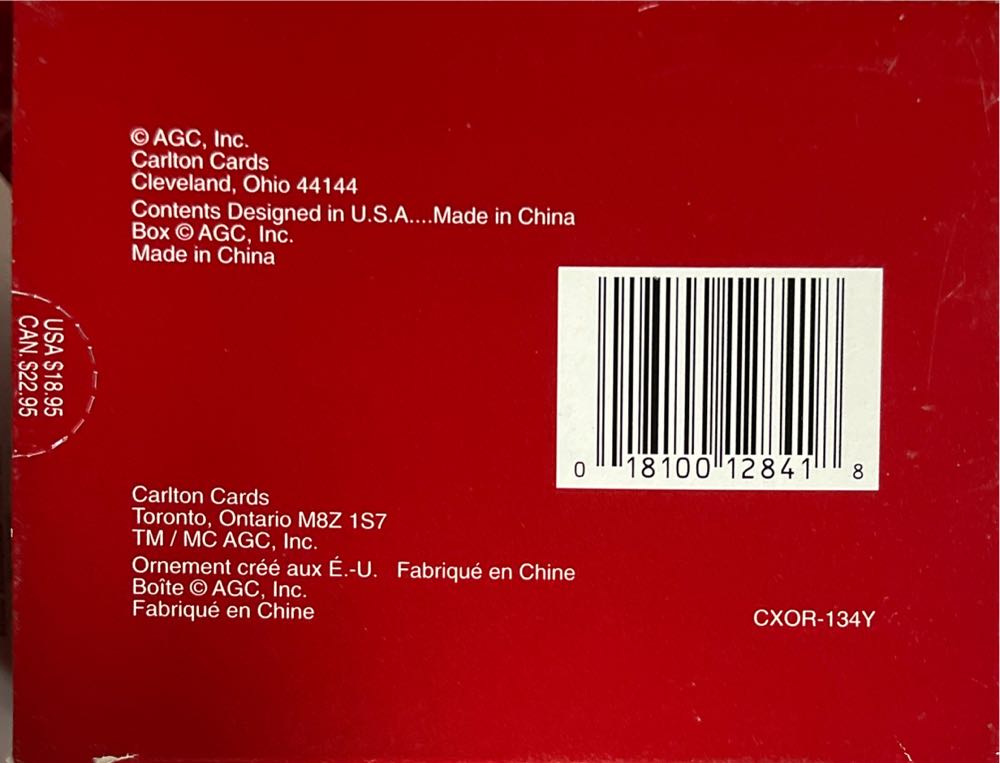 © AGC, Inc.
Carlton Cards
Cleveland, Ohio 44144
Contents Designed in U.S.A....Made in China
Box © AGC, Inc.
Made in China
USA $18.95
CAN. $22.95
0 18100 12841 8
Carlton Cards
Toronto, Ontario M8Z 1S7
TM / MC AGC, Inc.
Ornement créé aux É.-U. Fabriqué en Chine
Boîte © AGC, Inc.
Fabriqué en Chine
CXOR-134Y